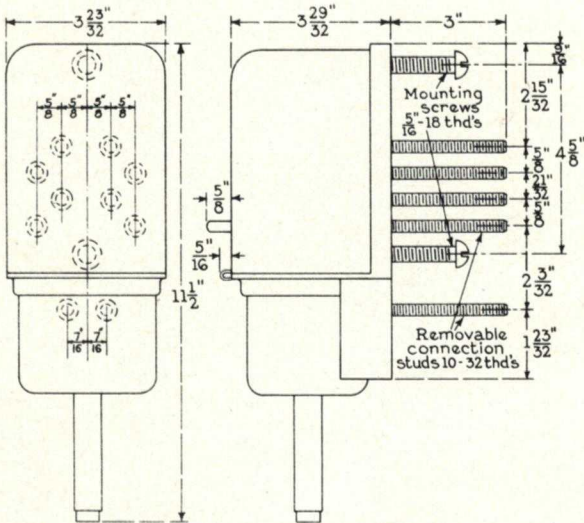 3 23/32"
3 29/32"
3"
9/16"
Mounting
screws
5/16"-18 thd's
2 15/32"
4 5/8"
5/8" 5/8" 5/8" 5/8"
5/8"
21/32"
5/8"
5/8"
5/16"
11 1/2"
2 3/32"
7/16" 7/16"
Removable
connection
studs 10-32 thd's
1 23/32"